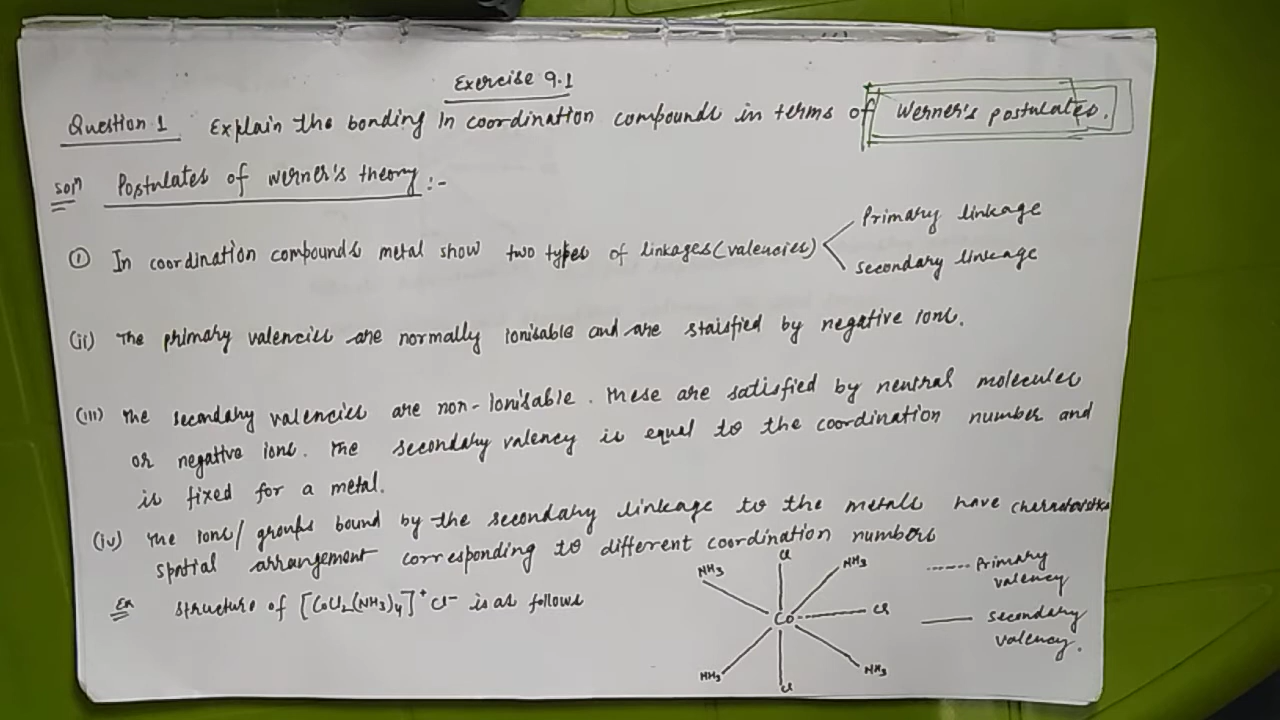 Exercise 9.1
Question 1 Explain the bonding In coordination compounds in terms of Werner's postulates.
Solⁿ Postulates of Werner's theory :-
① In coordination compounds metal show two types of linkages (valencies) Primary linkage
secondary linkage
(ii) The primary valencies are normally ionisable and are staisfied by negative ions.
(iii) The secondary valencies are non-Ionisable. These are satisfied by neutral molecules
or negative ions. The secondary valency is equal to the coordination number and
is fixed for a metal.
(iv) The ions/groups bound by the secondary linkage to the metals have characteristics
spatial arrangement corresponding to different coordination numbers
Ex Structure of [CoCl₂(NH₃)₄]⁺ Cl⁻ is as follows
Cl
NH₃ NH₃
Co Cl
NH₃ NH₃
Cl
Primary
valency
secondary
valency.